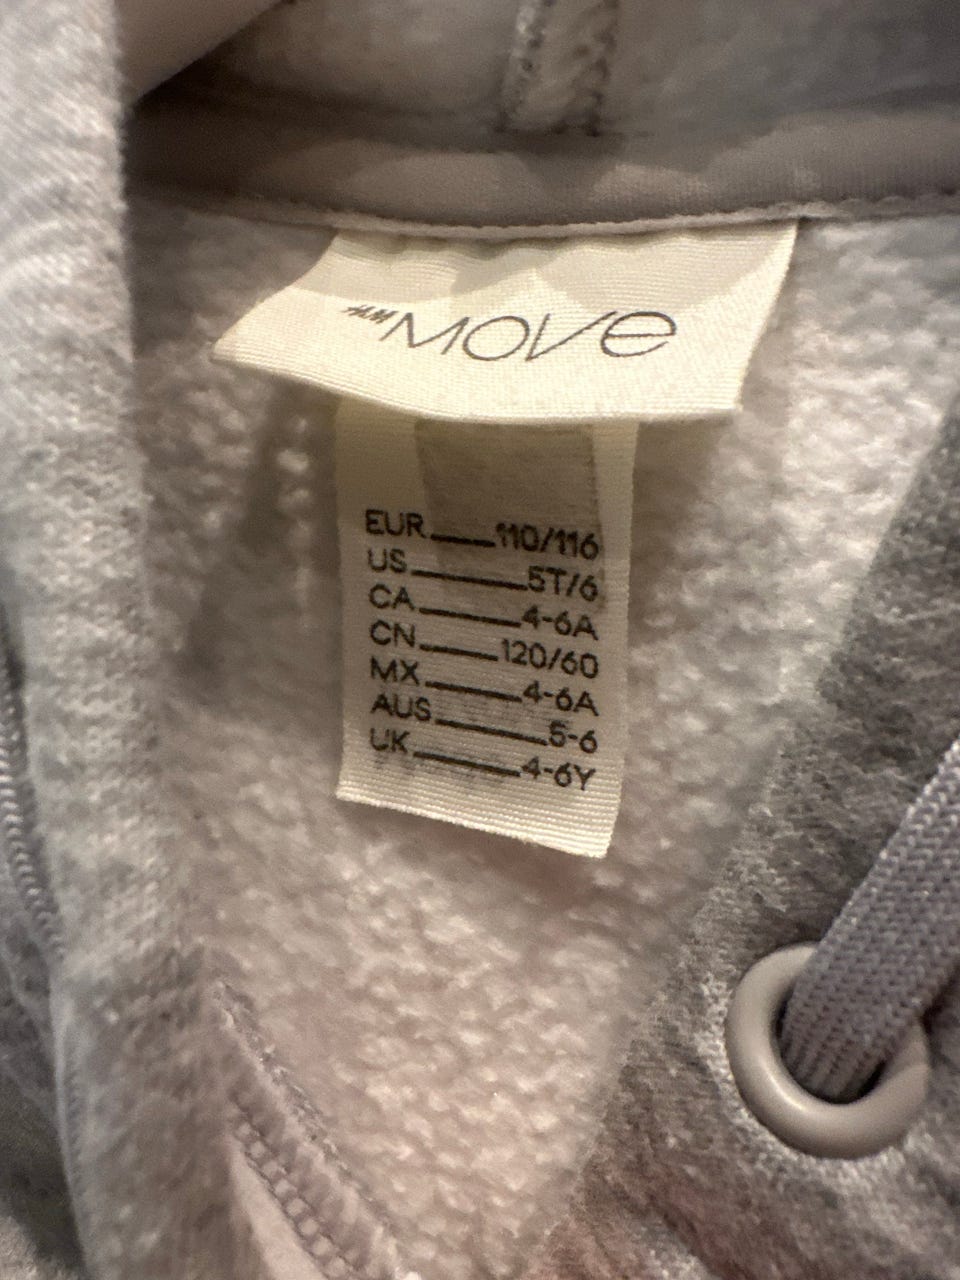 H&M MOVE
EUR 110/116
US 5T/6
CA 4-6A
CN 120/60
MX 4-6A
AUS 5-6
UK 4-6Y